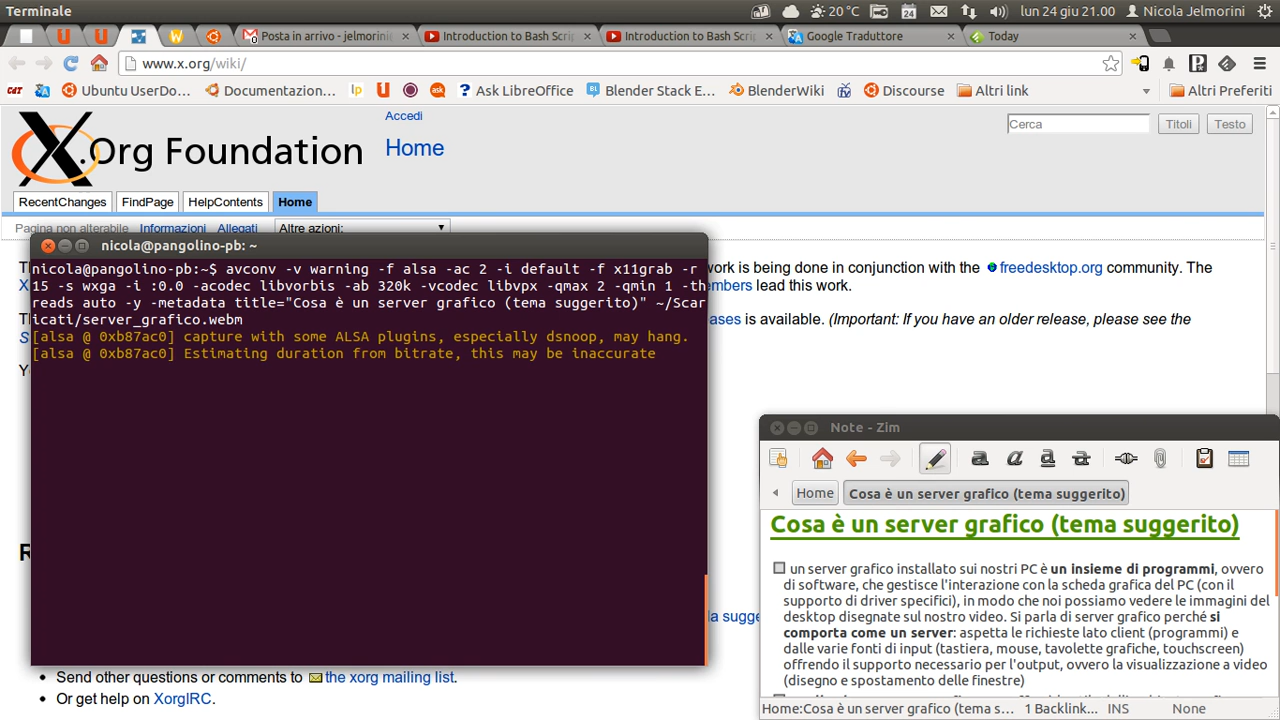 Terminale
20 °C
24
lun 24 giu 21.00
Nicola Jelmorini
Posta in arrivo - jelmorini
Introduction to Bash Scrip
Introduction to Bash Scrip
Google Traduttore
Today
www.x.org/wiki/
CdT
Ubuntu UserDo...
Documentazion...
lp
U
ask
Ask LibreOffice
Blender Stack E...
BlenderWiki
Discourse
Altri link
Altri Preferiti
X.Org Foundation
Accedi
Home
Cerca
Titoli
Testo
RecentChanges
FindPage
HelpContents
Home
Pagina non alterabile
Informazioni
Allegati
Altre azioni:
nicola@pangolino-pb: ~
nicola@pangolino-pb:~$ avconv -v warning -f alsa -ac 2 -i default -f x11grab -r
15 -s wxga -i :0.0 -acodec libvorbis -ab 320k -vcodec libvpx -qmax 2 -qmin 1 -th
reads auto -y -metadata title="Cosa è un server grafico (tema suggerito)" ~/Scar
icati/server_grafico.webm
[alsa @ 0xb87ac0] capture with some ALSA plugins, especially dsnoop, may hang.
[alsa @ 0xb87ac0] Estimating duration from bitrate, this may be inaccurate
work is being done in conjunction with the freedesktop.org community. The
lead this work.
is available. (Important: If you have an older release, please see the
Send other questions or comments to the xorg mailing list.
Or get help on XorgIRC.
Note - Zim
Home
Cosa è un server grafico (tema suggerito)
Cosa è un server grafico (tema suggerito)
un server grafico installato sui nostri PC è un insieme di programmi, ovvero
di software, che gestisce l'interazione con la scheda grafica del PC (con il
supporto di driver specifici), in modo che noi possiamo vedere le immagini del
desktop disegnate sul nostro video. Si parla di server grafico perché si
comporta come un server: aspetta le richieste lato client (programmi) e
dalle varie fonti di input (tastiera, mouse, tavolette grafiche, touchscreen)
offrendo il supporto necessario per l'output, ovvero la visualizzazione a video
(disegno e spostamento delle finestre)
Home:Cosa è un server grafico (tema s...
1 Backlink...
INS
None